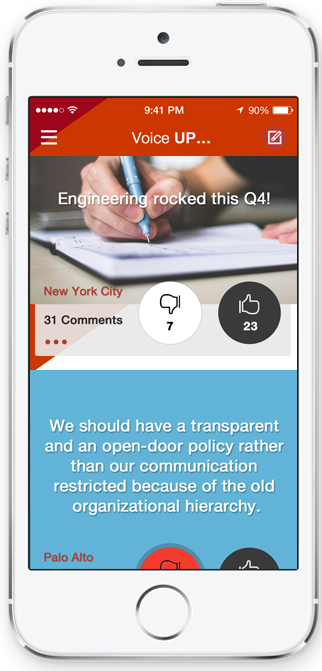 9:41 PM
90%
Voice UP...
Engineering rocked this Q4!
New York City
31 Comments
7
23
We should have a transparent
and an open-door policy rather
than our communication
restricted because of the old
organizational hierarchy.
Palo Alto